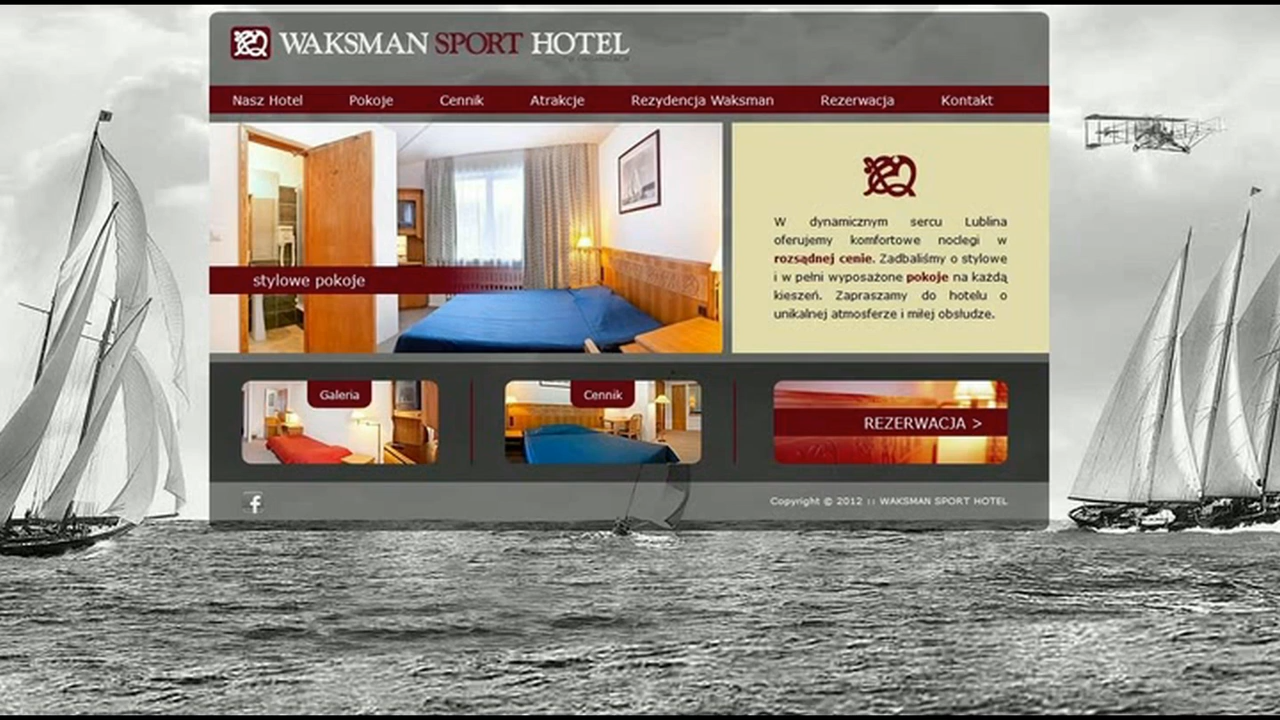 WAKSMAN SPORT HOTEL
Nasz Hotel Pokoje Cennik Atrakcje Rezydencja Waksman Rezerwacja Kontakt
stylowe pokoje
W dynamicznym sercu Lublina
oferujemy komfortowe noclegi w
rozsądnej cenie. Zadbaliśmy o stylowe
i w pełni wyposażone pokoje na każdą
kieszeń. Zapraszamy do hotelu o
unikalnej atmosferze i miłej obsłudze.
Galeria
Cennik
REZERWACJA >
Copyright © 2012 :: WAKSMAN SPORT HOTEL